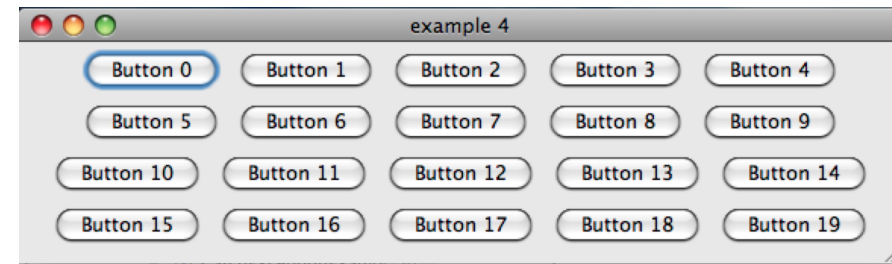 example 4
Button 0 Button 1 Button 2 Button 3 Button 4
Button 5 Button 6 Button 7 Button 8 Button 9
Button 10 Button 11 Button 12 Button 13 Button 14
Button 15 Button 16 Button 17 Button 18 Button 19